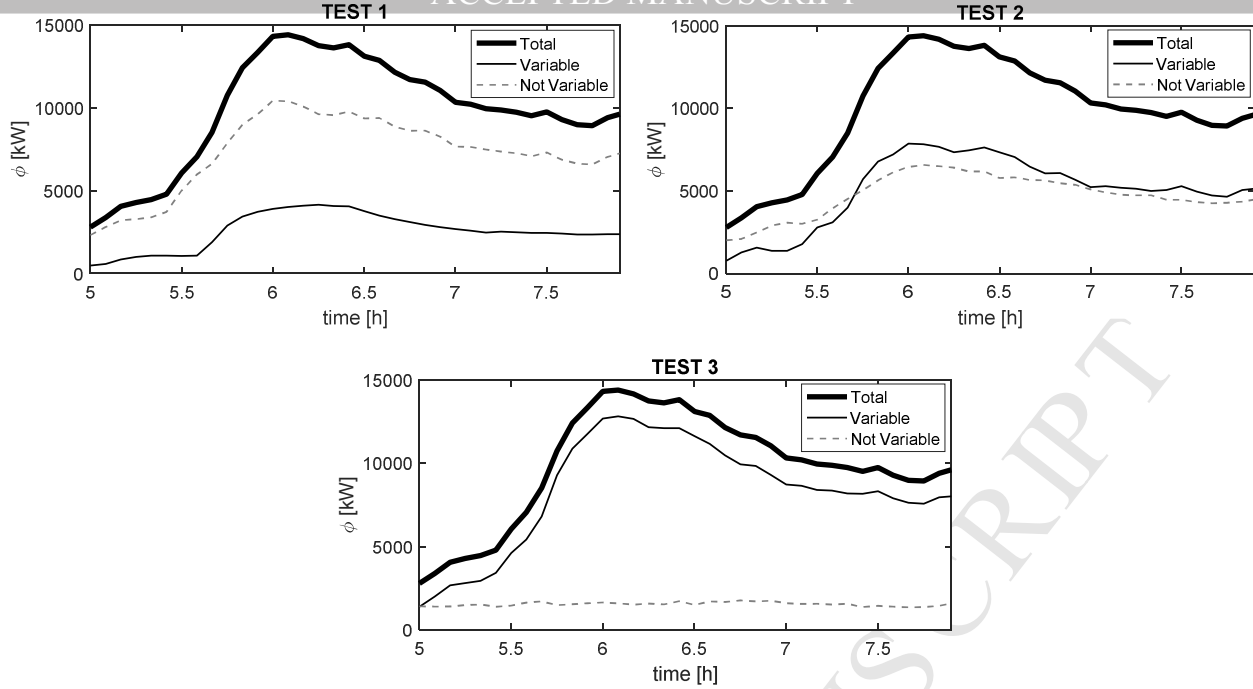 ACCEPTED MANUSCRIPT
TEST 1
15000
10000
5000
0
ϕ [kW]
Total
Variable
Not Variable
5 5.5 6 6.5 7 7.5
time [h]
TEST 2
15000
10000
5000
0
ϕ [kW]
Total
Variable
Not Variable
5 5.5 6 6.5 7 7.5
time [h]
TEST 3
15000
10000
5000
0
ϕ [kW]
Total
Variable
Not Variable
5 5.5 6 6.5 7 7.5
time [h]
USCRIPT